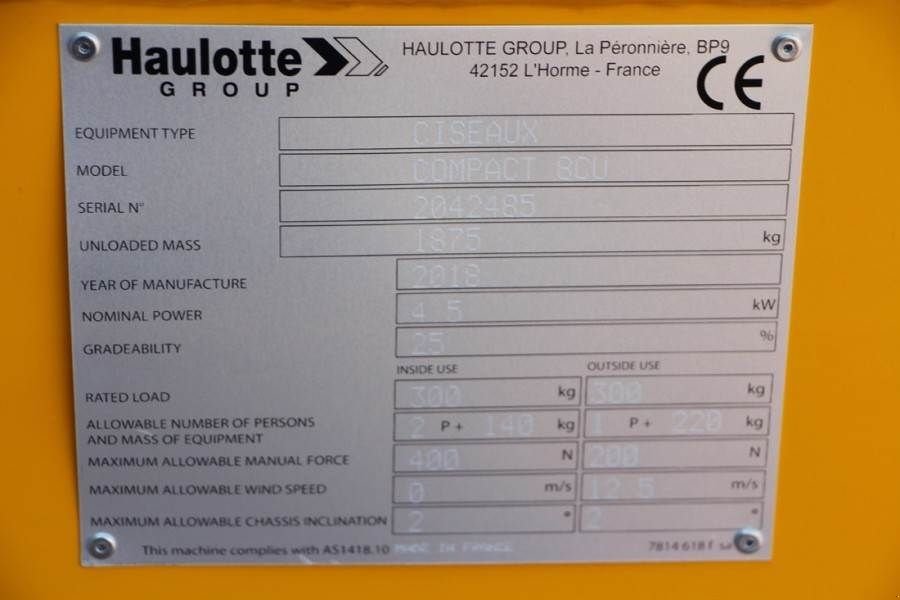 Haulotte
GROUP
HAULOTTE GROUP, La Péronnière, BP9
42152 L'Horme - France
CE
EQUIPMENT TYPE CISEAUX
MODEL COMPACT 8CU
SERIAL N° 2042485
UNLOADED MASS 1875 kg
YEAR OF MANUFACTURE 2018
NOMINAL POWER 4.5 kW
GRADEABILITY 25 %
INSIDE USE OUTSIDE USE
RATED LOAD 300 kg 300 kg
ALLOWABLE NUMBER OF PERSONS
AND MASS OF EQUIPMENT 2 P + 140 kg 1 P + 220 kg
MAXIMUM ALLOWABLE MANUAL FORCE 400 N 200 N
MAXIMUM ALLOWABLE WIND SPEED 0 m/s 12.5 m/s
MAXIMUM ALLOWABLE CHASSIS INCLINATION 2 ° 2 °
This machine complies with AS1418.10 MADE IN FRANCE 7814 618 f